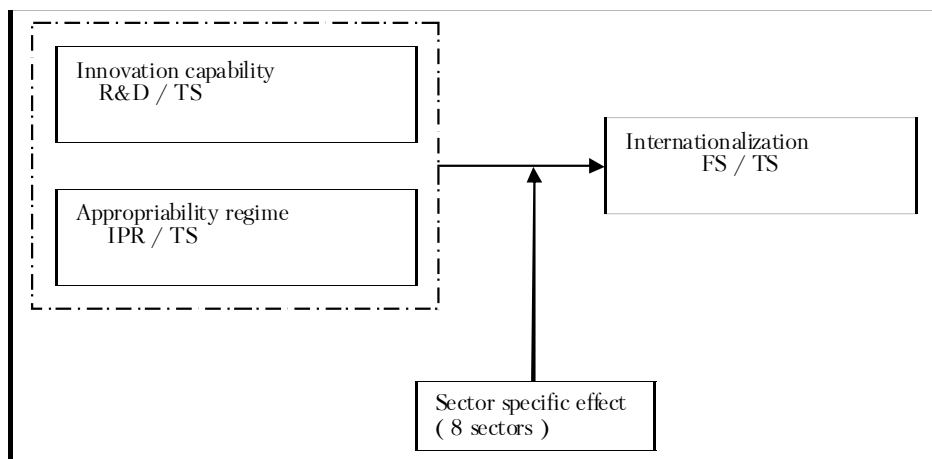 Innovation capability
R&D / TS
Internationalization
FS / TS
Appropriability regime
IPR / TS
Sector specific effect
( 8 sectors )